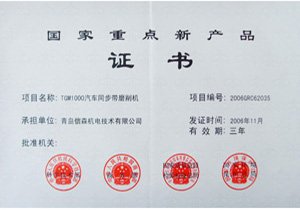 国家重点新产品
证书
项目名称：TGM1000汽车同步带磨削机
项目编号：2006GRC62035
承担单位：青岛信森机电技术有限公司
发证时间：2006年11月
有效期：三年
批准机关：